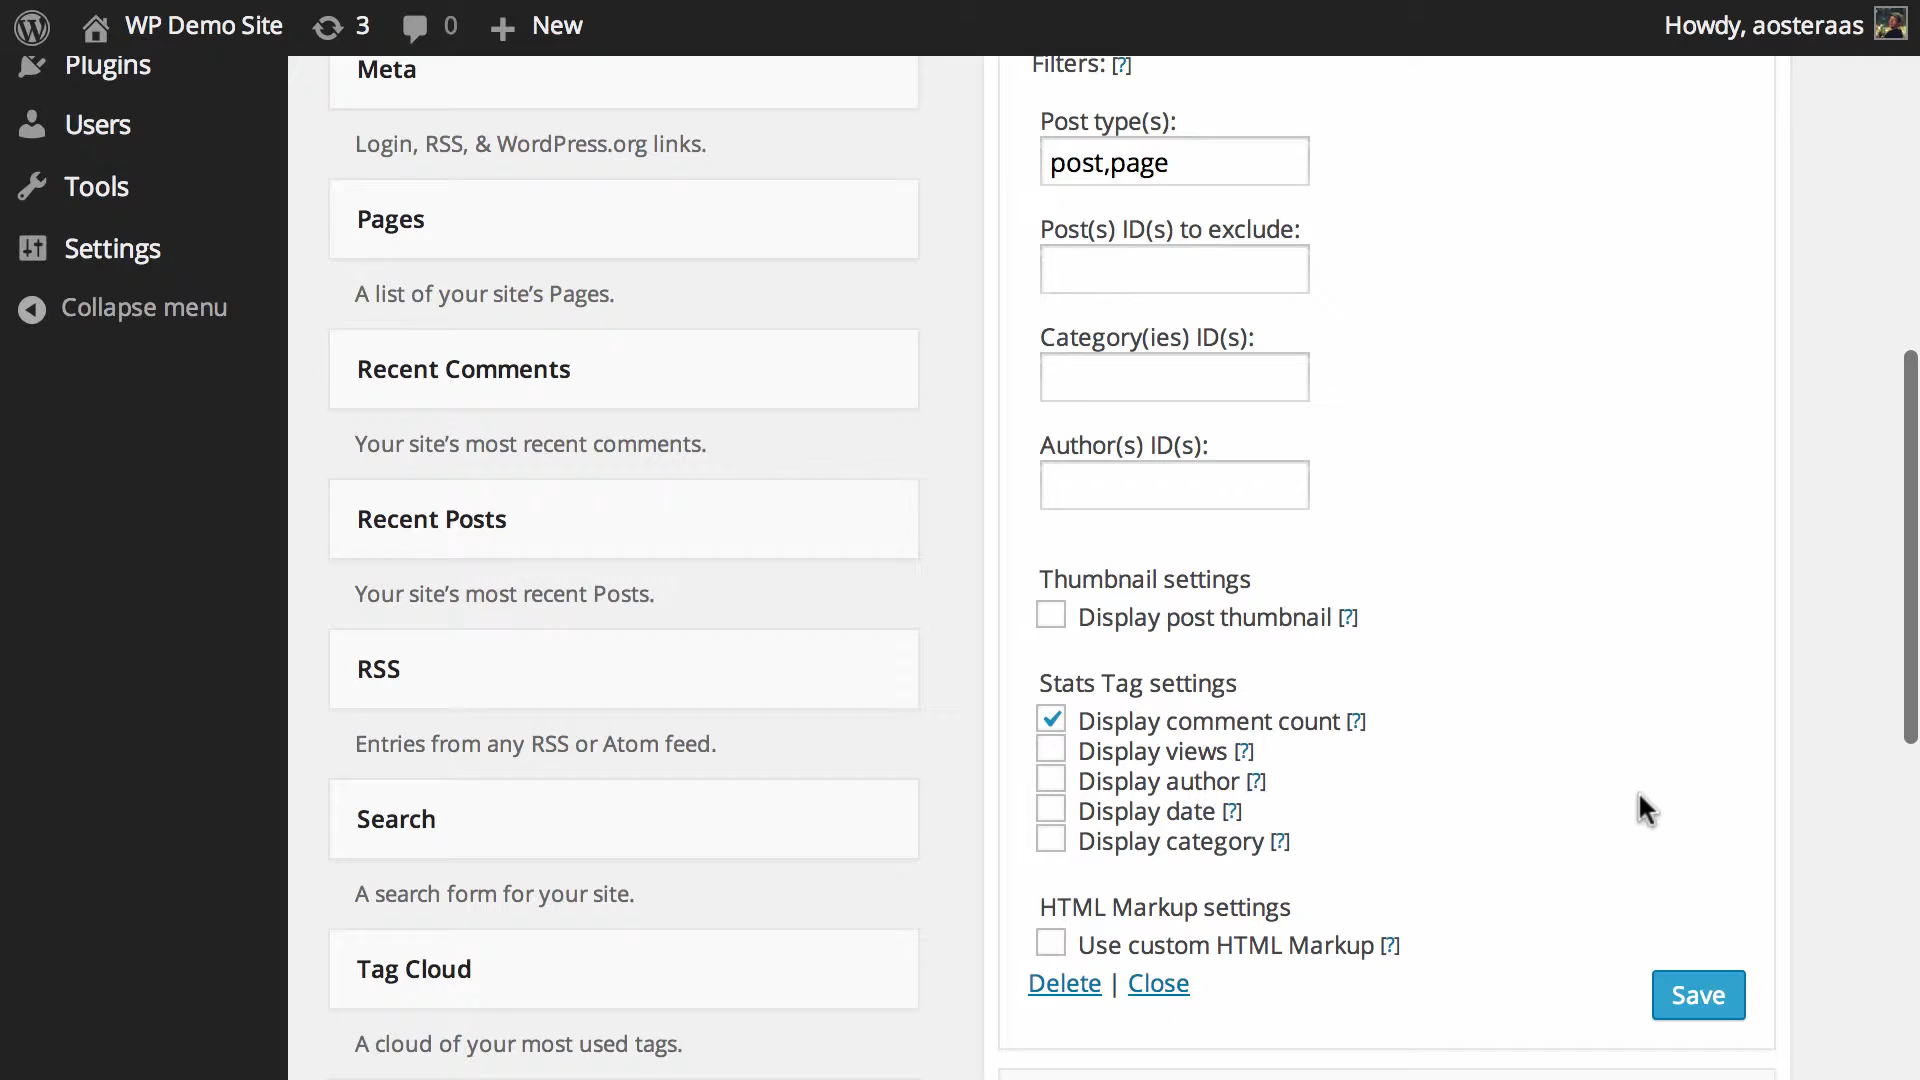 WP Demo Site 3 0 New Howdy, aosteraas
Plugins
Users
Tools
Settings
Collapse menu
Meta
Login, RSS, & WordPress.org links.
Pages
A list of your site’s Pages.
Recent Comments
Your site’s most recent comments.
Recent Posts
Your site’s most recent Posts.
RSS
Entries from any RSS or Atom feed.
Search
A search form for your site.
Tag Cloud
A cloud of your most used tags.
Filters: [?]
Post type(s):
post,page
Post(s) ID(s) to exclude:
Category(ies) ID(s):
Author(s) ID(s):
Thumbnail settings
Display post thumbnail [?]
Stats Tag settings
Display comment count [?]
Display views [?]
Display author [?]
Display date [?]
Display category [?]
HTML Markup settings
Use custom HTML Markup [?]
Delete | Close
Save